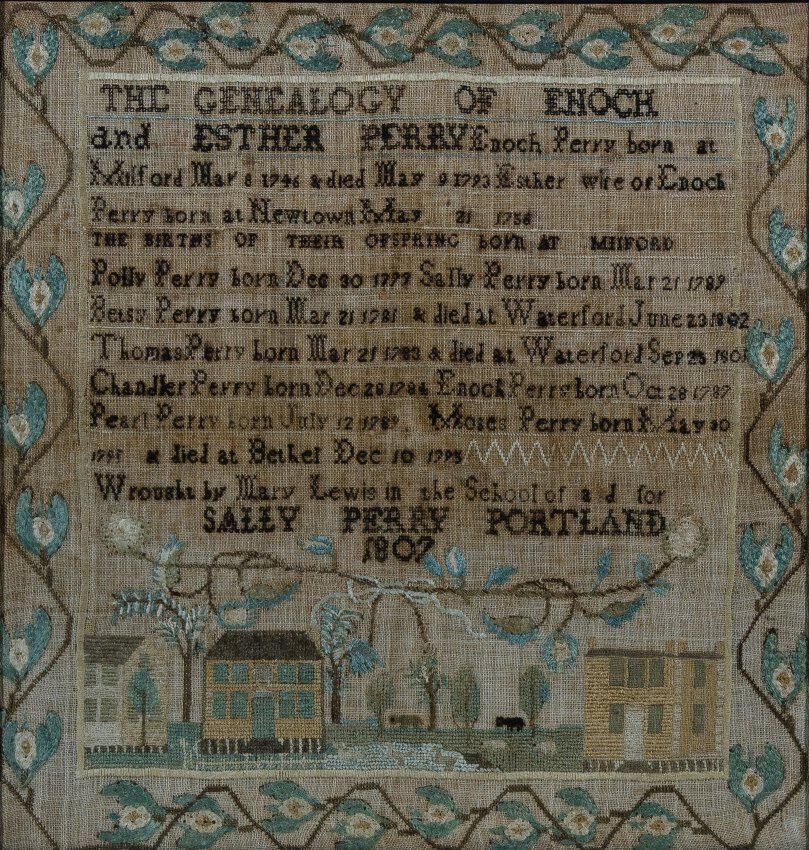 THE GENEALOGY OF ENOCH
and ESTHER PERRY Enoch Perry born at
Milford Mar 8 1746 & died May 9 1793 Esther wife of Enoch
Perry born at Newtown May 21 1756
THE BIRTHS OF THEIR OFSPRING BORN AT MILFORD
Polly Perry born Dec 30 1777 Sally Perry born Mar 21 1789
Betsy Perry born Mar 21 1781 & died at Waterford June 23 1802
Thomas Perry born Mar 21 1783 & died at Waterford Sep 25 1801
Chandler Perry born Dec 28 Enoch Perry born Oct 28 1787
Pearl Perry born July 12 1789 Moses Perry born May 30
& died at Bethel Dec 10 1795
Wrought by Mary Lewis in the School of a d for
SALLY PERRY PORTLAND
1807